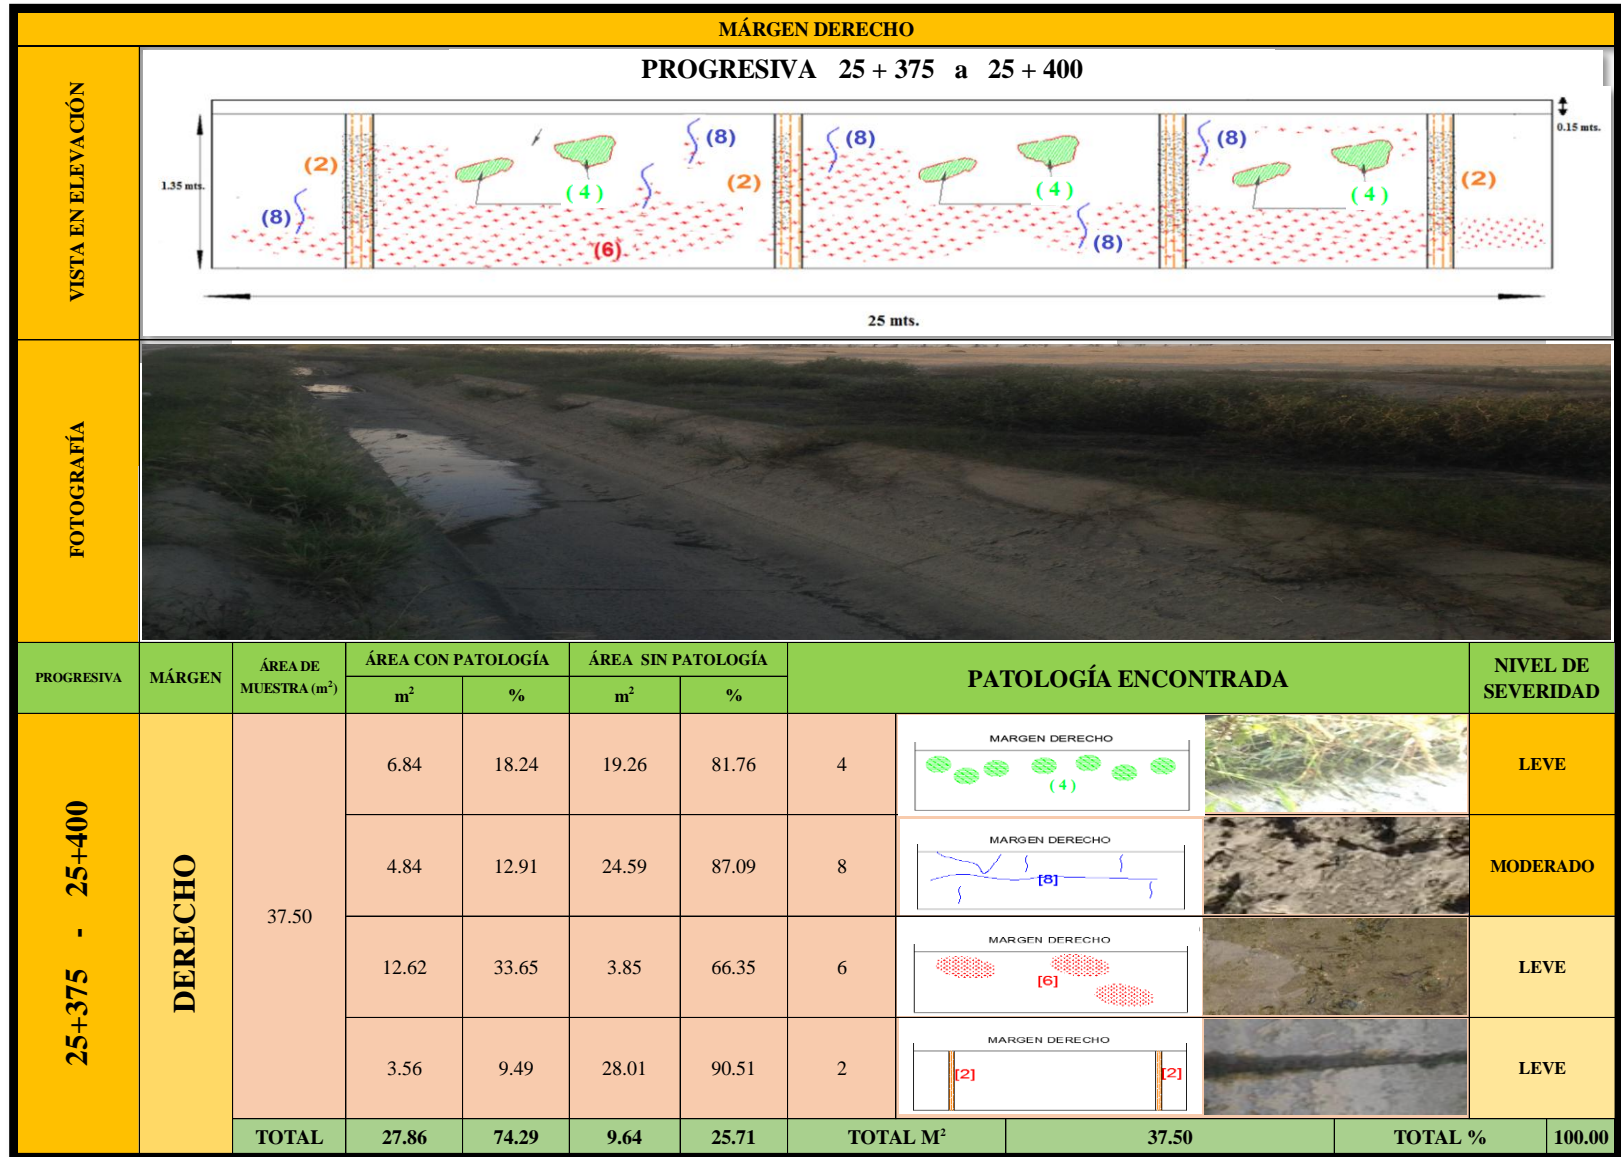 MÁRGEN DERECHO
VISTA EN ELEVACIÓN
PROGRESIVA 25 + 375 a 25 + 400
0.15 mts.
1.35 mts.
(8)
(2)
(4)
(6)
(8)
(8)
(2)
(8)
(4)
(8)
(8)
(4)
(2)
25 mts.
FOTOGRAFÍA
PROGRESIVA
MÁRGEN
ÁREA DE
MUESTRA (m²)
ÁREA CON PATOLOGÍA
m²
%
ÁREA SIN PATOLOGÍA
m²
%
PATOLOGÍA ENCONTRADA
NIVEL DE
SEVERIDAD
25+375 - 25+400
DERECHO
37.50
6.84 18.24 19.26 81.76 4
MARGEN DERECHO
(4)
LEVE
4.84 12.91 24.59 87.09 8
MARGEN DERECHO
[8]
MODERADO
12.62 33.65 3.85 66.35 6
MARGEN DERECHO
[6]
LEVE
3.56 9.49 28.01 90.51 2
MARGEN DERECHO
[2]
[2]
LEVE
TOTAL 27.86 74.29 9.64 25.71 TOTAL M² 37.50 TOTAL % 100.00